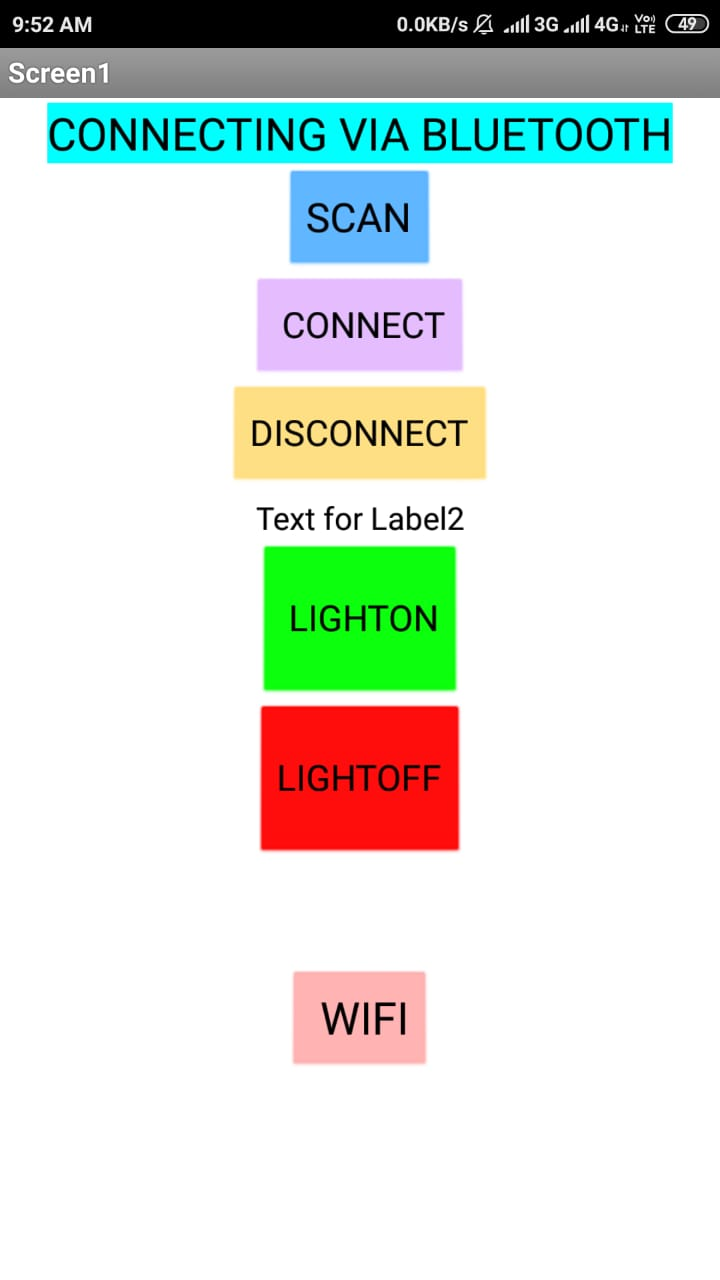 9:52 AM 0.0KB/s 3G 4G Vo) LTE 49
Screen1
CONNECTING VIA BLUETOOTH
SCAN
CONNECT
DISCONNECT
Text for Label2
LIGHTON
LIGHTOFF
WIFI